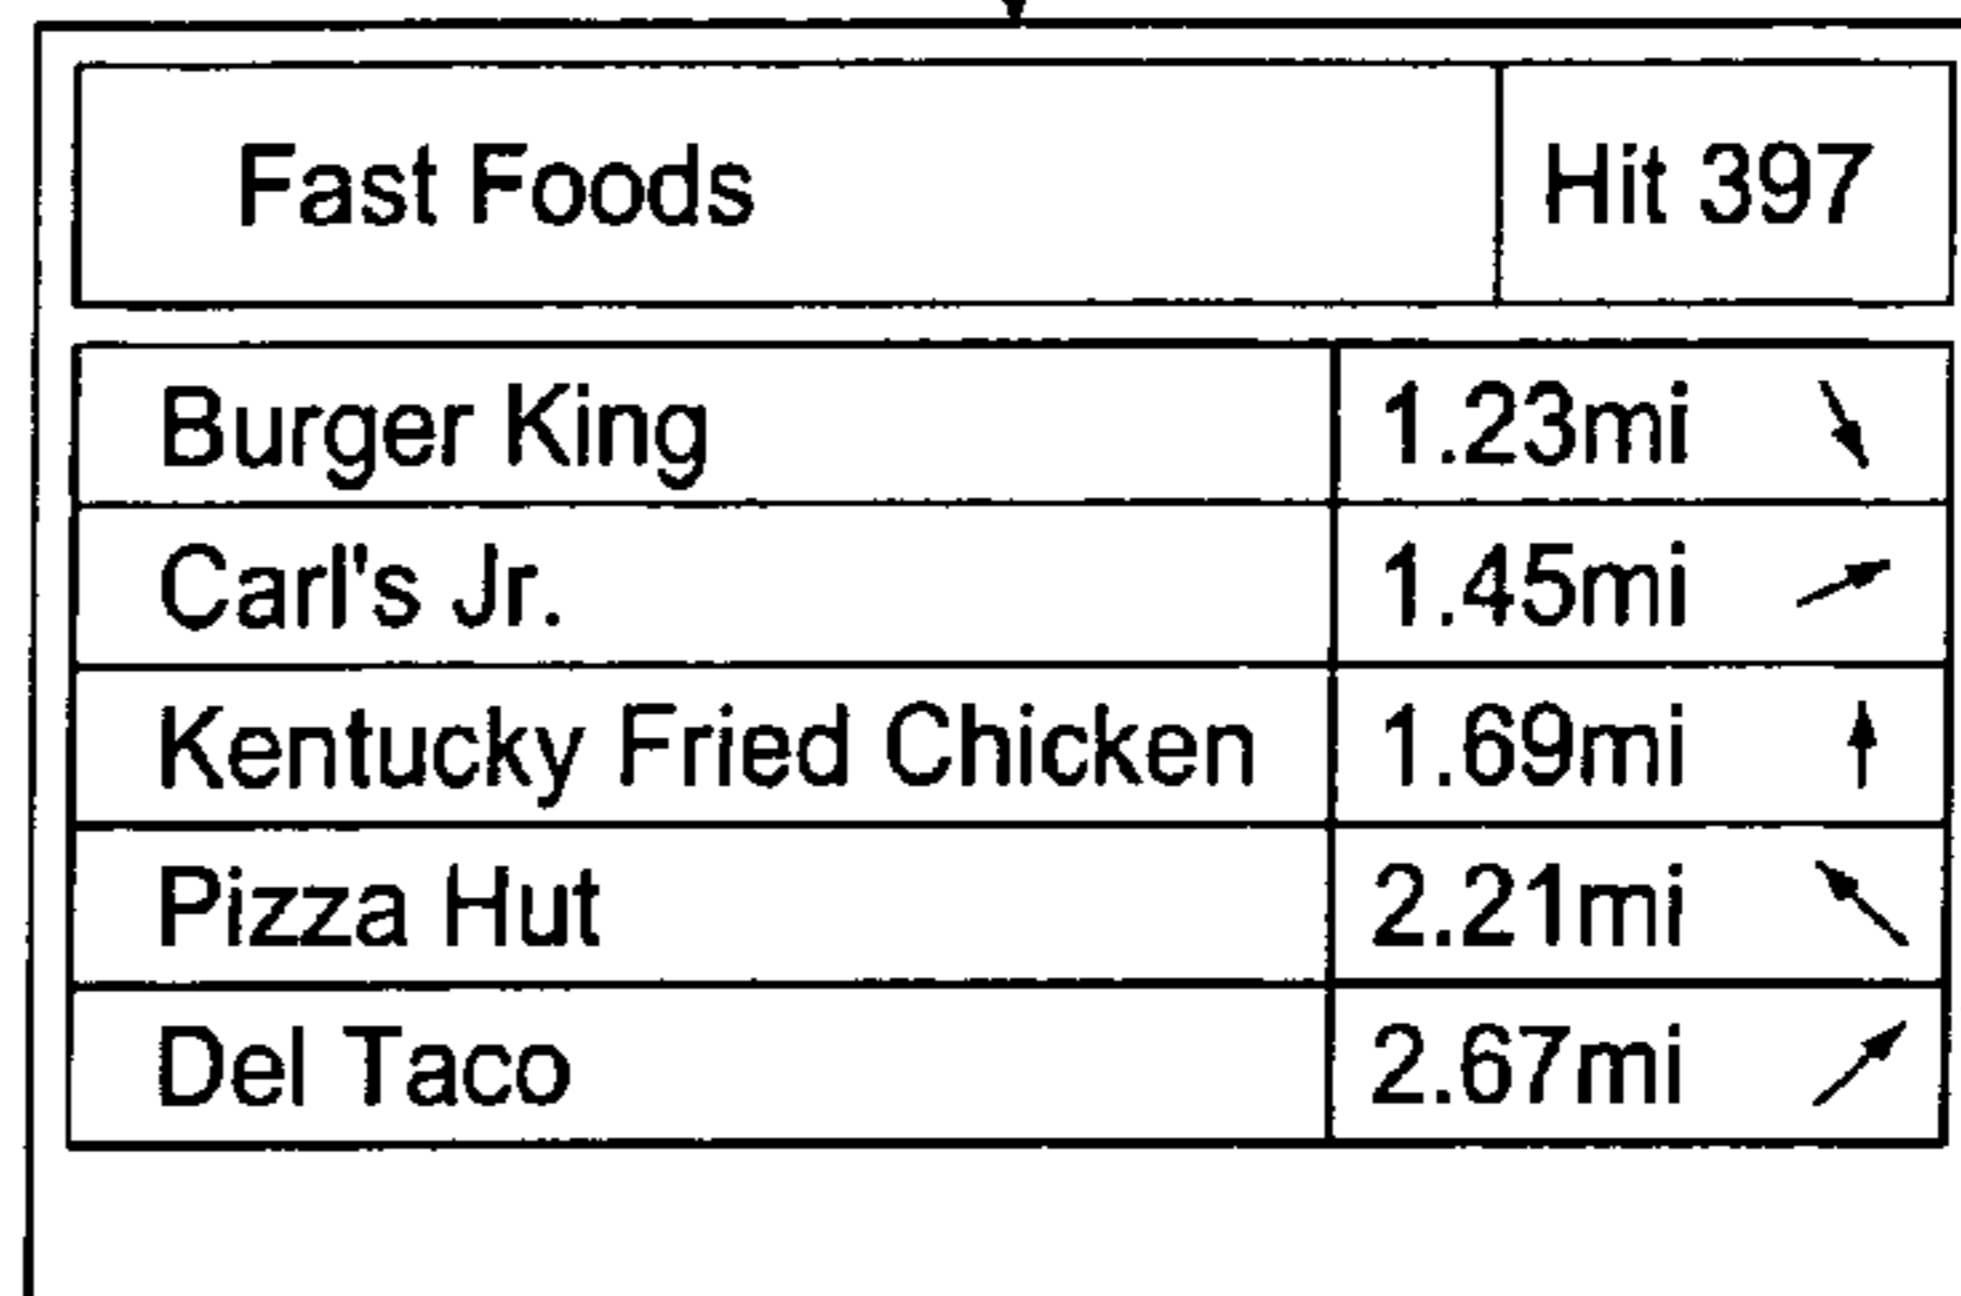 Fast Foods Hit 397
Burger King 1.23mi
Carl's Jr. 1.45mi
Kentucky Fried Chicken 1.69mi
Pizza Hut 2.21mi
Del Taco 2.67mi